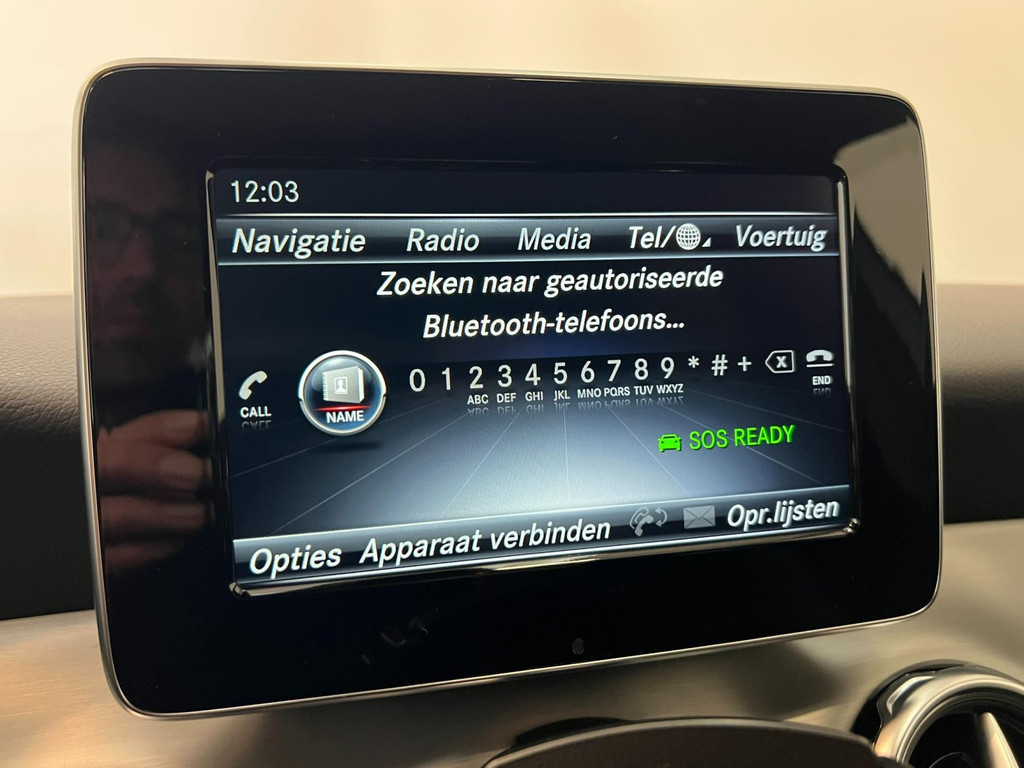 12:03
Navigatie Radio Media Tel/ Voertuig
Zoeken naar geautoriseerde
Bluetooth-telefoons...
CALL NAME 0 1 2 3 4 5 6 7 8 9 * # + X END
ABC DEF GHI JKL MNO PQRS TUV WXYZ
SOS READY
Opties Apparaat verbinden Opr.lijsten